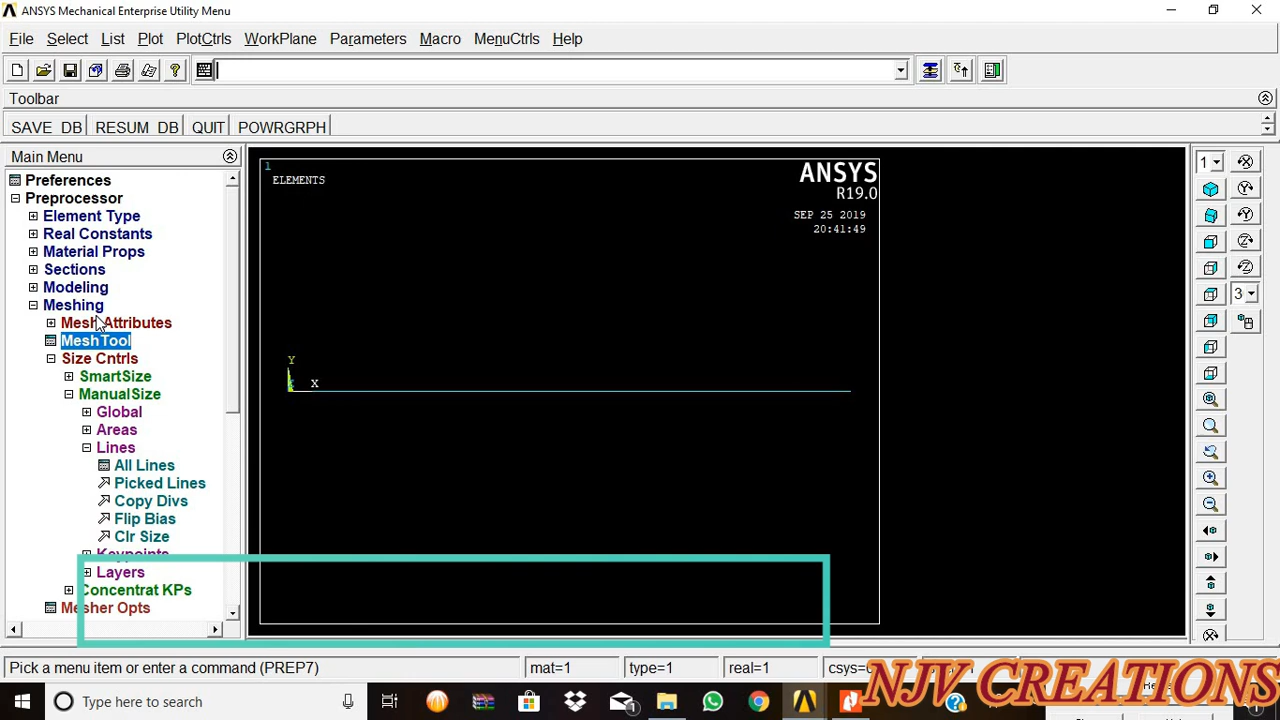 ANSYS Mechanical Enterprise Utility Menu
File Select List Plot PlotCtrls WorkPlane Parameters Macro MenuCtrls Help
Toolbar
SAVE_DB RESUM_DB QUIT POWRGRPH
Main Menu
Preferences
Preprocessor
Element Type
Real Constants
Material Props
Sections
Modeling
Meshing
Mesh Attributes
MeshTool
Size Cntrls
SmartSize
ManualSize
Global
Areas
Lines
All Lines
Picked Lines
Copy Divs
Flip Bias
Clr Size
Keypoints
Layers
Concentrat KPs
Mesher Opts
1
ELEMENTS
ANSYS
R19.0
SEP 25 2019
20:41:49
Y
X
1
3
Pick a menu item or enter a command (PREP7)
mat=1
type=1
real=1
csys=0
NJV CREATIONS
Type here to search